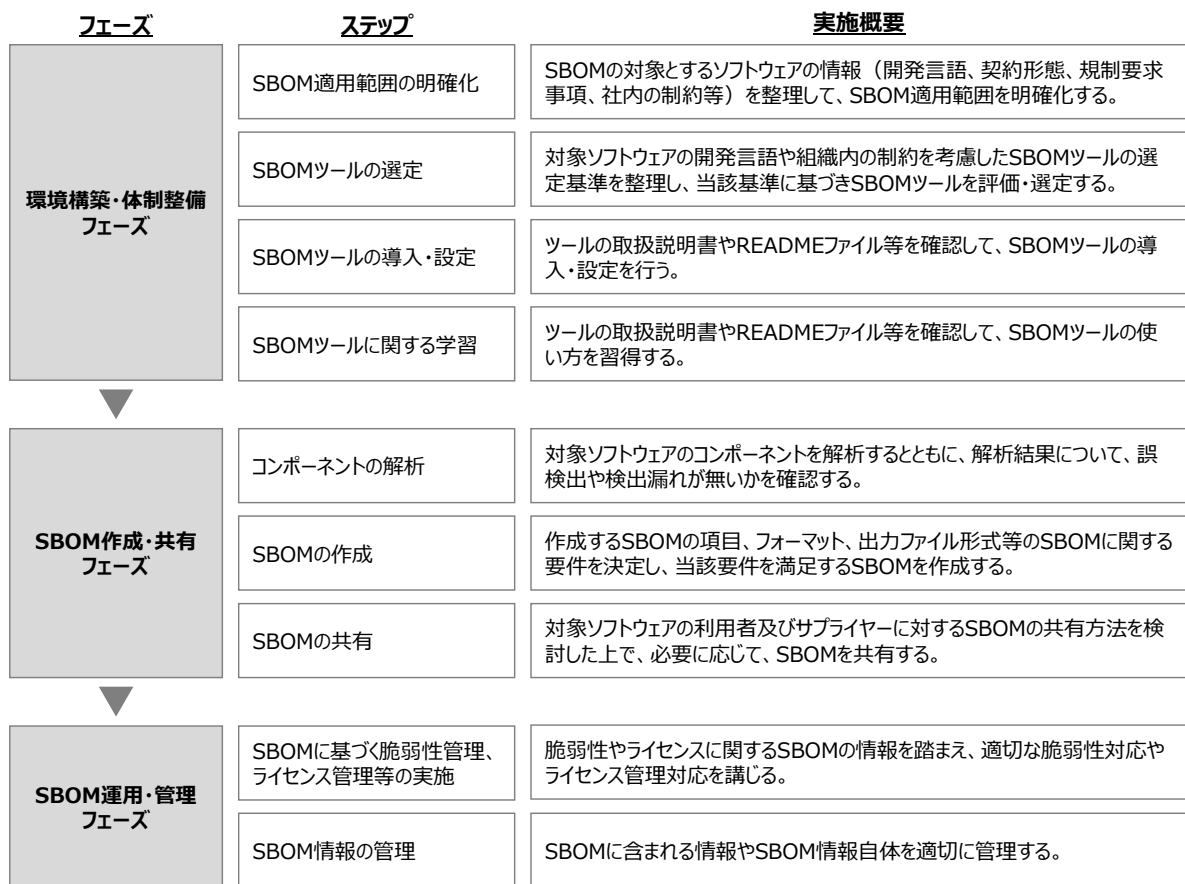 フェーズ
ステップ
実施概要
環境構築・体制整備
フェーズ
SBOM適用範囲の明確化
SBOMの対象とするソフトウェアの情報（開発言語、契約形態、規制要求
事項、社内の制約等）を整理して、SBOM適用範囲を明確化する。
SBOMツールの選定
対象ソフトウェアの開発言語や組織内の制約を考慮したSBOMツールの選
定基準を整理し、当該基準に基づきSBOMツールを評価・選定する。
SBOMツールの導入・設定
ツールの取扱説明書やREADMEファイル等を確認して、SBOMツールの導
入・設定を行う。
SBOMツールに関する学習
ツールの取扱説明書やREADMEファイル等を確認して、SBOMツールの使
い方を習得する。
SBOM作成・共有
フェーズ
コンポーネントの解析
対象ソフトウェアのコンポーネントを解析するとともに、解析結果について、誤
検出や検出漏れが無いかを確認する。
SBOMの作成
作成するSBOMの項目、フォーマット、出力ファイル形式等のSBOMに関する
要件を決定し、当該要件を満足するSBOMを作成する。
SBOMの共有
対象ソフトウェアの利用者及びサプライヤーに対するSBOMの共有方法を検
討した上で、必要に応じて、SBOMを共有する。
SBOM運用・管理
フェーズ
SBOMに基づく脆弱性管理、
ライセンス管理等の実施
脆弱性やライセンスに関するSBOMの情報を踏まえ、適切な脆弱性対応や
ライセンス管理対応を講じる。
SBOM情報の管理
SBOMに含まれる情報やSBOM情報自体を適切に管理する。